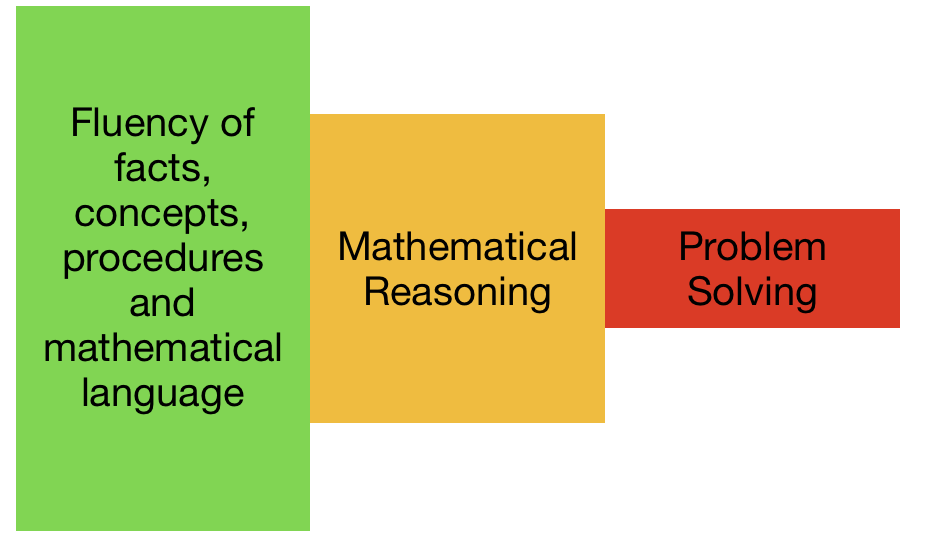 Fluency of
facts,
concepts,
procedures
and
mathematical
language
Mathematical
Reasoning
Problem
Solving